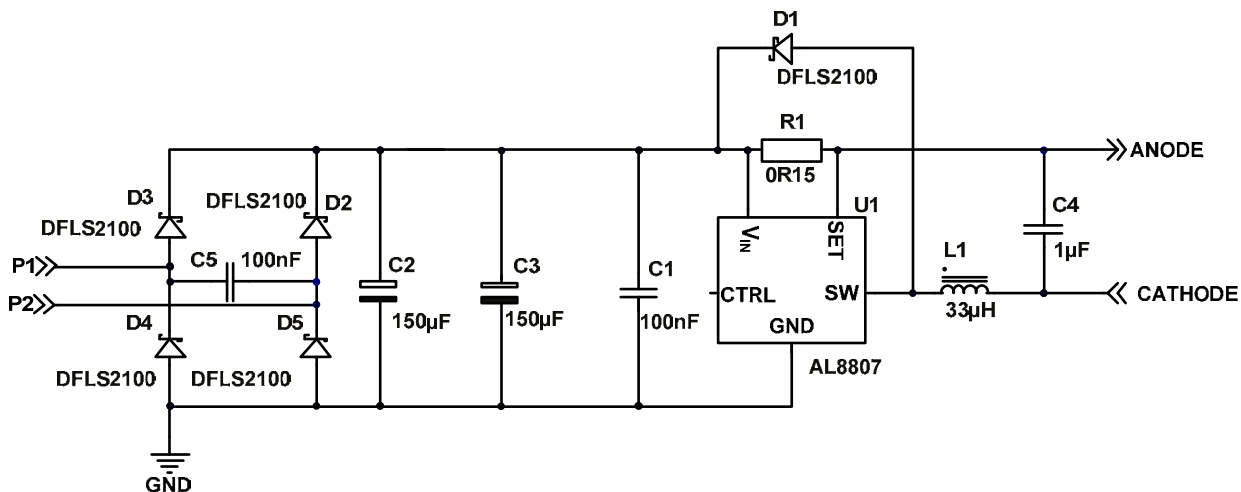 D1
DFLS2100
R1
0R15
ANODE
D3
DFLS2100
DFLS2100
D2
U1
VIN
SET
C4
1µF
P1
C5
100nF
C2
150µF
C3
150µF
C1
100nF
CTRL
SW
GND
L1
33µH
CATHODE
P2
D4
D5
DFLS2100
DFLS2100
AL8807
GND